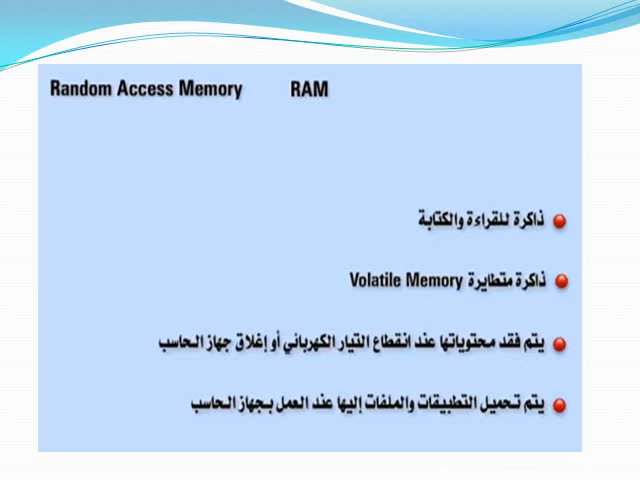 Random Access Memory RAM
ذاكرة للقراءة والكتابة
ذاكرة متطايرة Volatile Memory
يتم فقد محتوياتها عند انقطاع التيار الكهربائي أو إغلاق جهاز الحاسب
يتم تحميل التطبيقات والملفات إليها عند العمل بجهاز الحاسب